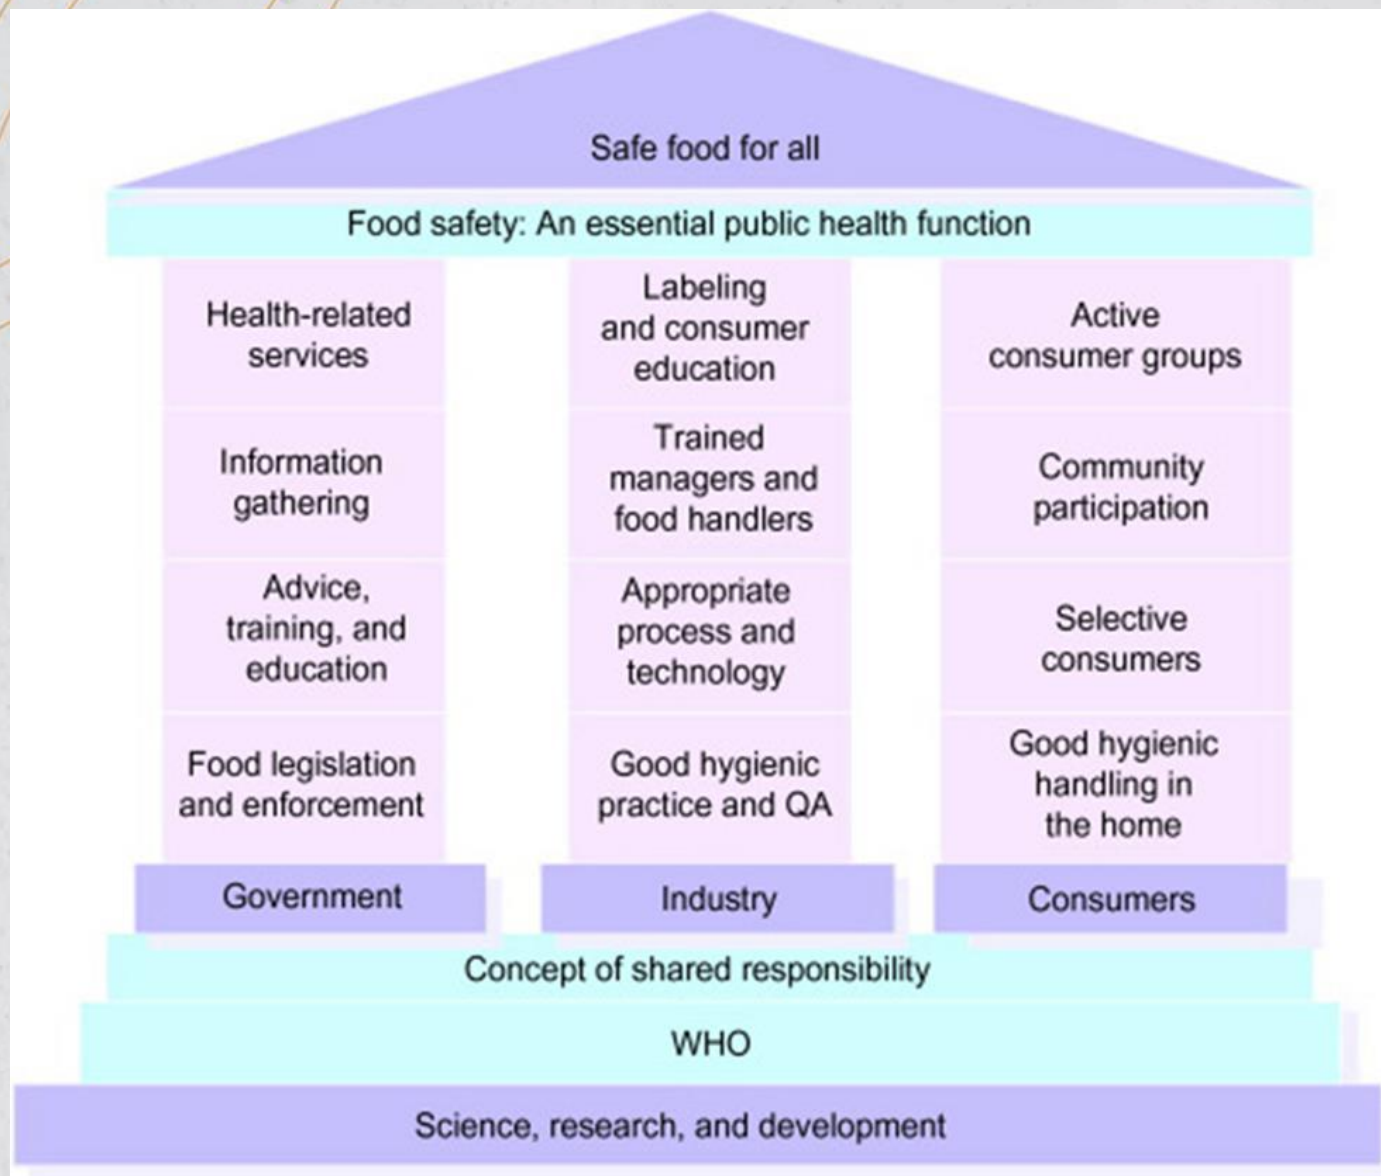 Safe food for all
Food safety: An essential public health function
Health-related
services
Information
gathering
Advice,
training, and
education
Food legislation
and enforcement
Government
Labeling
and consumer
education
Trained
managers and
food handlers
Appropriate
process and
technology
Good hygienic
practice and QA
Industry
Active
consumer groups
Community
participation
Selective
consumers
Good hygienic
handling in
the home
Consumers
Concept of shared responsibility
WHO
Science, research, and development